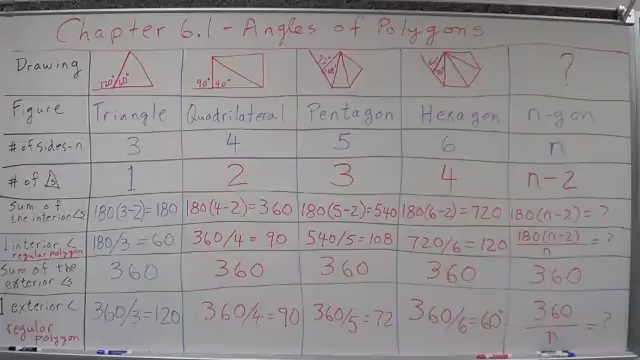 Chapter 6.1 - Angles of Polygons
Drawing 120° 60° 90° 90° 72° 108° 60° 120° ?
Figure Triangle Quadrilateral Pentagon Hexagon n-gon
# of sides-n 3 4 5 6 n
# of △s 1 2 3 4 n-2
Sum of
the interior ∠s 180(3-2)=180 180(4-2)=360 180(5-2)=540 180(6-2)=720 180(n-2)=?
1 interior ∠
regular polygon 180/3=60 360/4=90 540/5=108 720/6=120 180(n-2)/n=?
Sum of the
exterior ∠s 360 360 360 360 360
1 exterior ∠
regular
polygon 360/3=120 360/4=90 360/5=72 360/6=60° 360/n=?